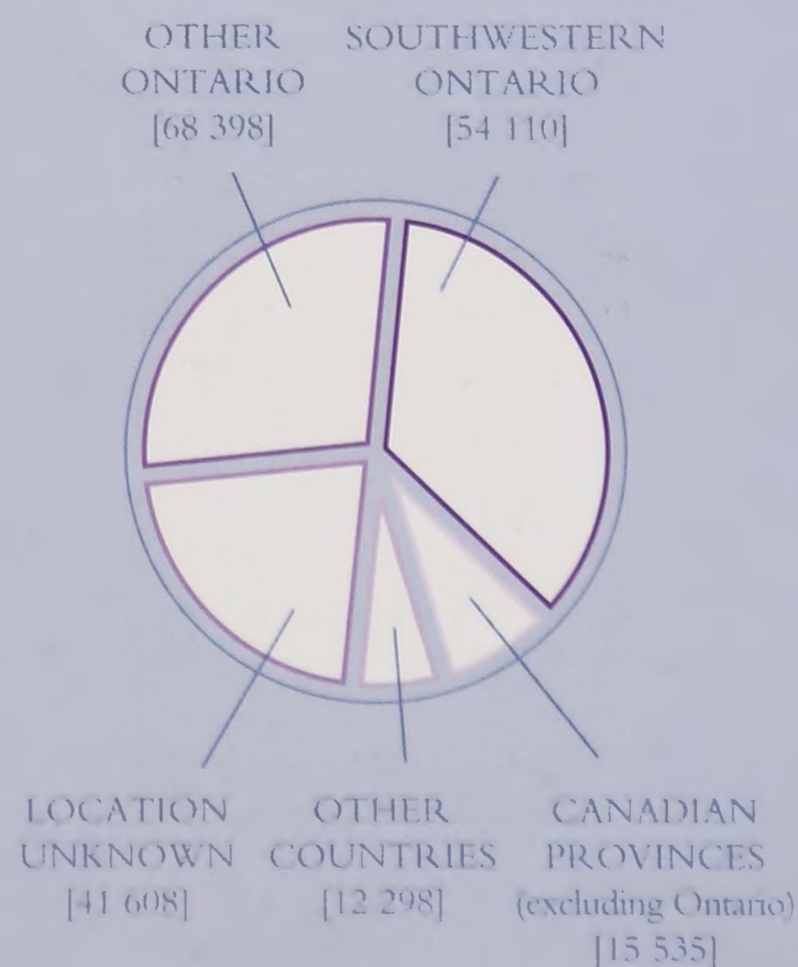 OTHER
ONTARIO
[68 398]
SOUTHWESTERN
ONTARIO
[54 110]
LOCATION
UNKNOWN
[41 608]
OTHER
COUNTRIES
[12 298]
CANADIAN
PROVINCES
(excluding Ontario)
[15 535]